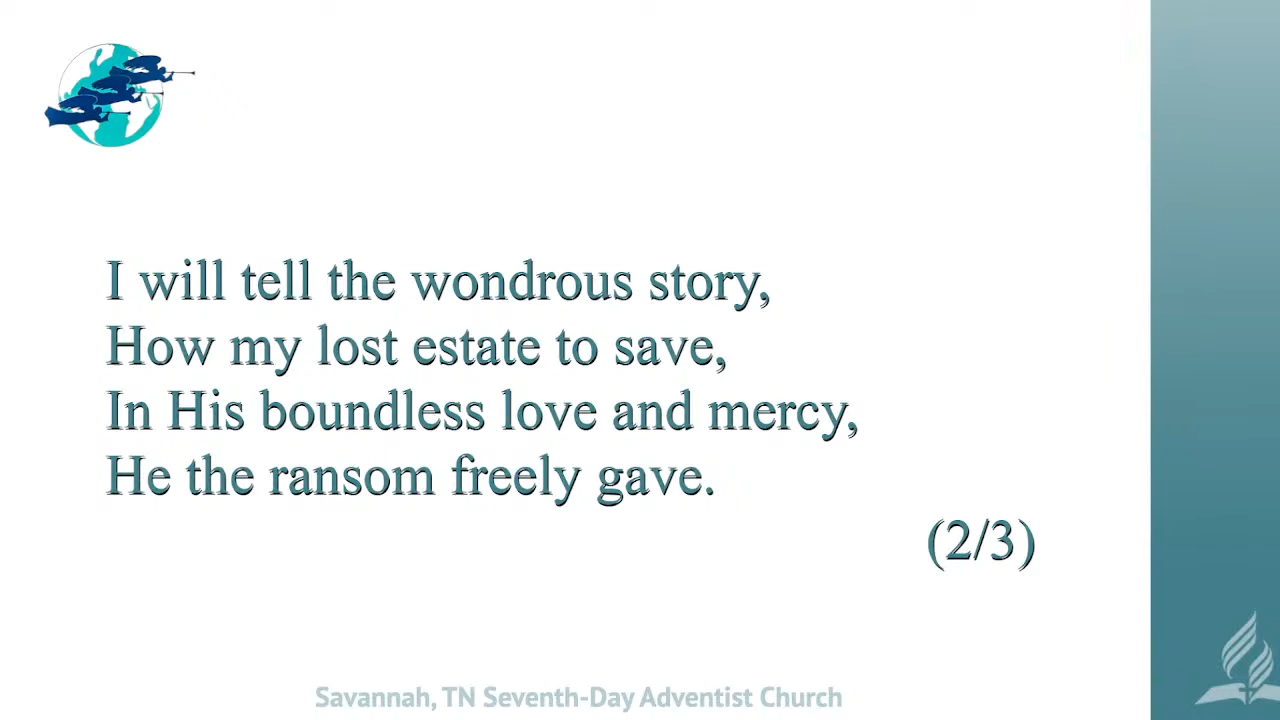 I will tell the wondrous story,
How my lost estate to save,
In His boundless love and mercy,
He the ransom freely gave.
(2/3)
Savannah, TN Seventh-Day Adventist Church